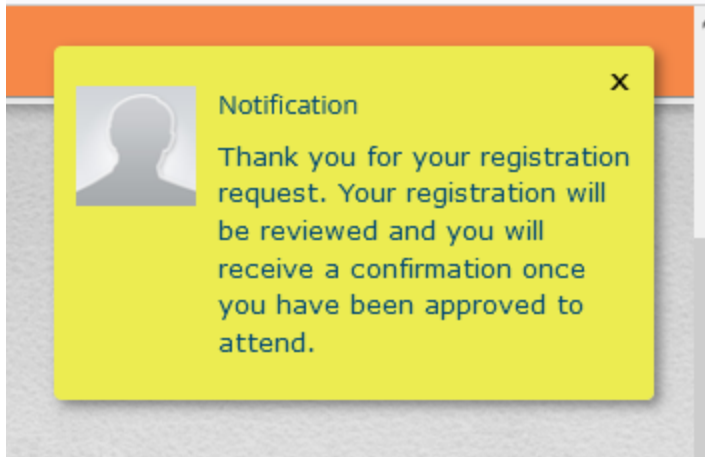 x
Notification
Thank you for your registration
request. Your registration will
be reviewed and you will
receive a confirmation once
you have been approved to
attend.